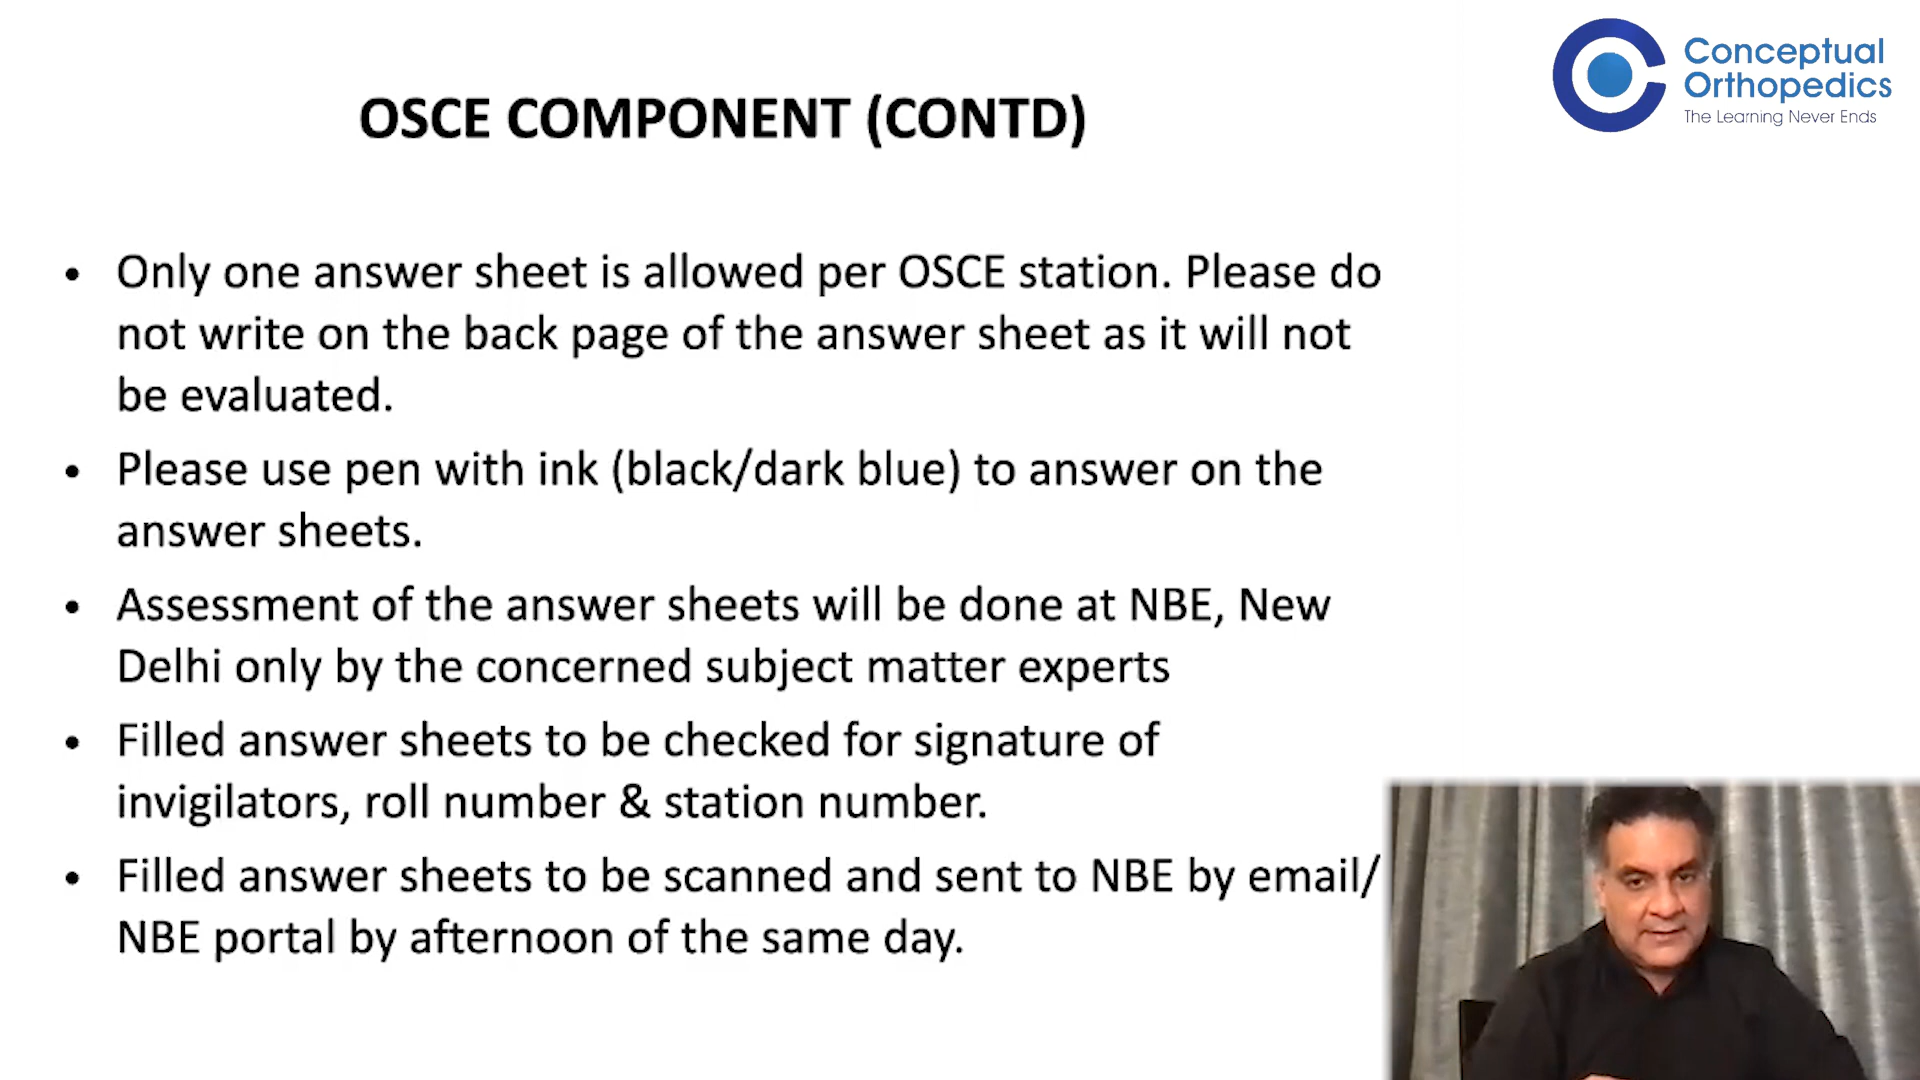 Conceptual
Orthopedics
The Learning Never Ends
OSCE COMPONENT (CONTD)
• Only one answer sheet is allowed per OSCE station. Please do
not write on the back page of the answer sheet as it will not
be evaluated.
• Please use pen with ink (black/dark blue) to answer on the
answer sheets.
• Assessment of the answer sheets will be done at NBE, New
Delhi only by the concerned subject matter experts
• Filled answer sheets to be checked for signature of
invigilators, roll number & station number.
• Filled answer sheets to be scanned and sent to NBE by email/
NBE portal by afternoon of the same day.